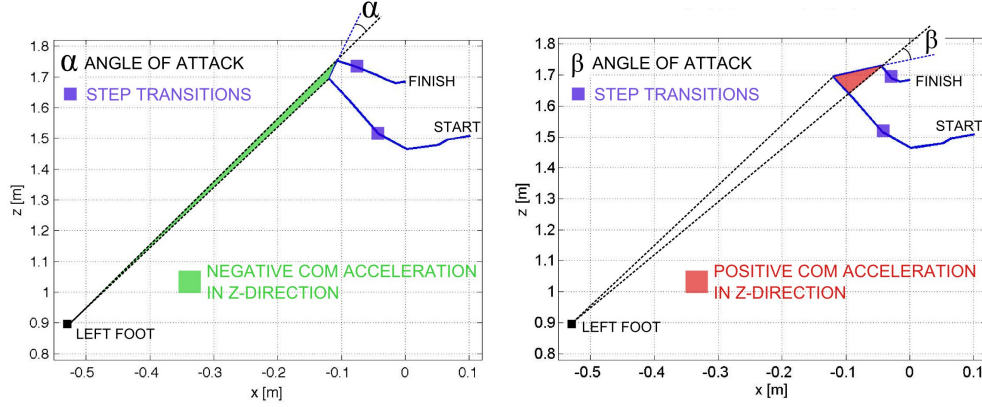 α
1.8
α ANGLE OF ATTACK
1.7
STEP TRANSITIONS
FINISH
1.6
START
1.5
1.4
z [m]
1.3
1.2
1.1
NEGATIVE COM ACCELERATION
IN Z-DIRECTION
1
0.9
LEFT FOOT
0.8
-0.5
-0.4
-0.3
-0.2
-0.1
0
0.1
x [m]
β
1.8
β ANGLE OF ATTACK
1.7
STEP TRANSITIONS
FINISH
1.6
START
1.5
1.4
z [m]
1.3
1.2
1.1
POSITIVE COM ACCELERATION
IN Z-DIRECTION
1
0.9
LEFT FOOT
0.8
-0.5
-0.4
-0.3
-0.2
-0.1
0
0.1
x [m]